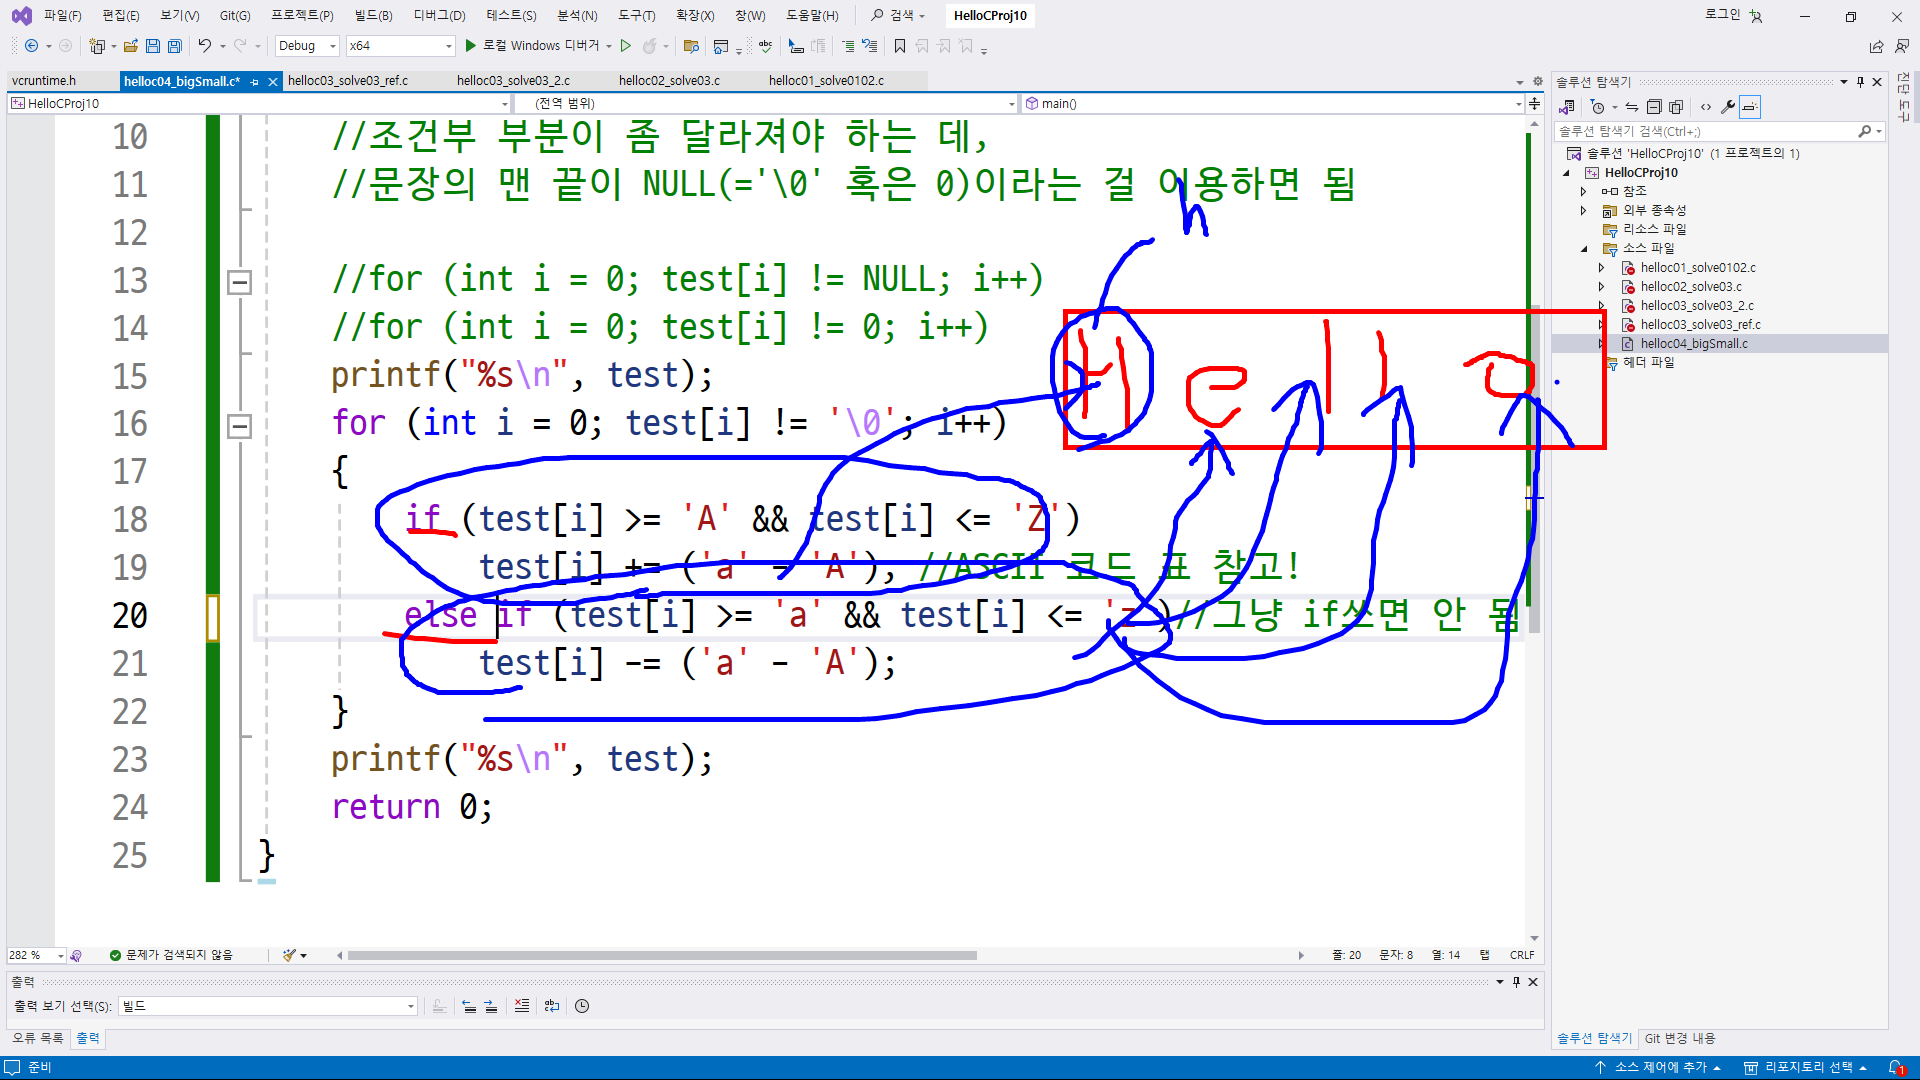 파일(F) 편집(E) 보기(V) Git(G) 프로젝트(P) 빌드(B) 디버그(D) 테스트(S) 분석(N) 도구(T) 확장(X) 창(W) 도움말(H) 검색 HelloCProj10 로그인
Debug x64 로컬 Windows 디버거
vcruntime.h helloc04_bigSmall.c* helloc03_solve03_ref.c helloc03_solve03_2.c helloc02_solve03.c helloc01_solve0102.c
HelloCProj10 (전역 범위) main()
10 //조건부 부분이 좀 달라져야 하는 데,
11 //문장의 맨 끝이 NULL(='\0' 혹은 0)이라는 걸 이용하면 됨
12
h
13 //for (int i = 0; test[i] != NULL; i++)
14 //for (int i = 0; test[i] != 0; i++)
H e l l o
15 printf("%s\n", test);
16 for (int i = 0; test[i] != '\0'; i++)
17 {
18 if (test[i] >= 'A' && test[i] <= 'Z')
19 test[i] += ('a' - 'A'); //ASCII 코드 표 참고!
20 else if (test[i] >= 'a' && test[i] <= 'z')//그냥 if쓰면 안 됨
21 test[i] -= ('a' - 'A');
22 }
23 printf("%s\n", test);
24 return 0;
25 }
282 % 문제가 검색되지 않음 줄: 20 문자: 8 열: 14 탭 CRLF
출력
출력 보기 선택(S): 빌드
오류 목록 출력
솔루션 탐색기
솔루션 탐색기 검색(Ctrl+;)
솔루션 'HelloCProj10' (1 프로젝트의 1)
HelloCProj10
참조
외부 종속성
리소스 파일
소스 파일
helloc01_solve0102.c
helloc02_solve03.c
helloc03_solve03_2.c
helloc03_solve03_ref.c
helloc04_bigSmall.c
헤더 파일
솔루션 탐색기 Git 변경 내용
진단 도구
준비 소스 제어에 추가 리포지토리 선택 1